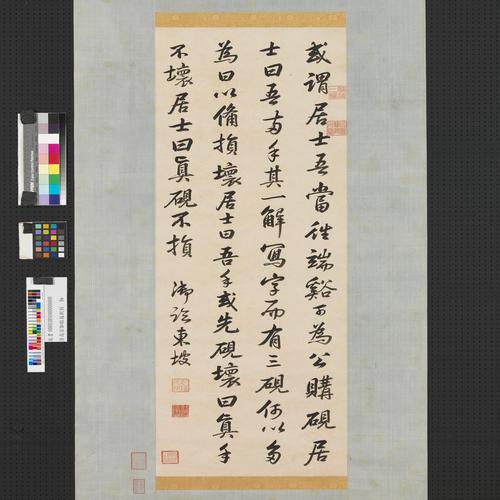 或謂居士吾當往端谿可為公購硯居
士曰吾兩手其一解寫字而有三硯何以多
為曰以備損壞居士曰吾手或先硯壞曰真手
不壞居士曰真硯不損 御臨東坡